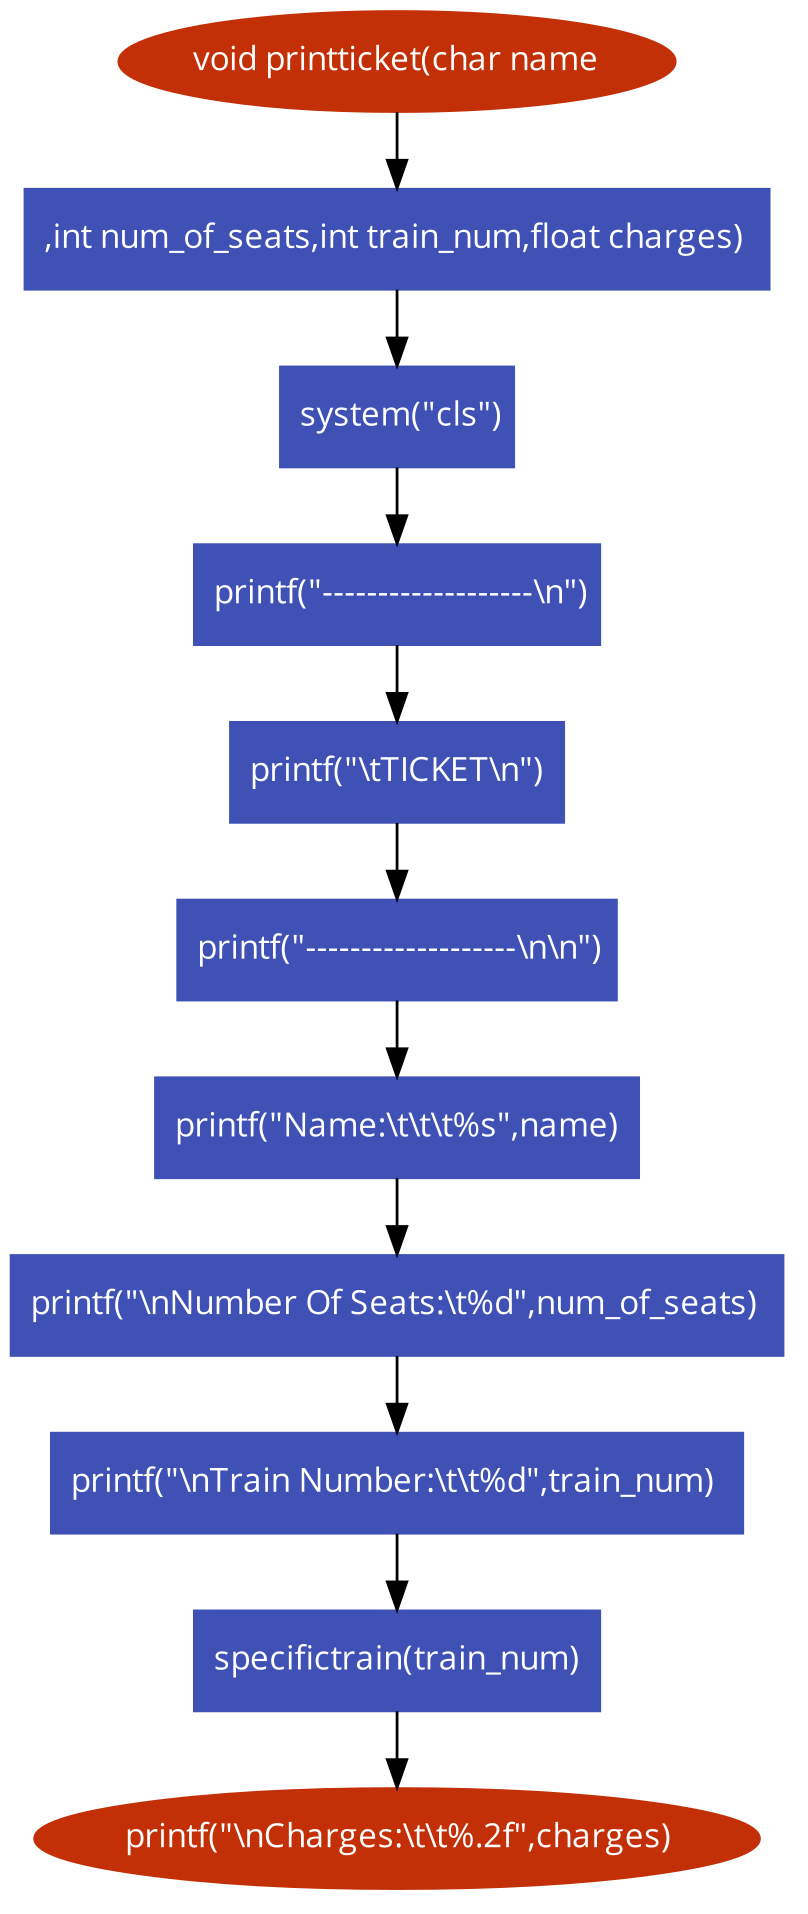 void printticket(char name
,int num_of_seats,int train_num,float charges)
system("cls")
printf("-------------------\n")
printf("\tTICKET\n")
printf("-------------------\n\n")
printf("Name:\t\t\t%s",name)
printf("\nNumber Of Seats:\t%d",num_of_seats)
printf("\nTrain Number:\t\t%d",train_num)
specifictrain(train_num)
printf("\nCharges:\t\t%.2f",charges)